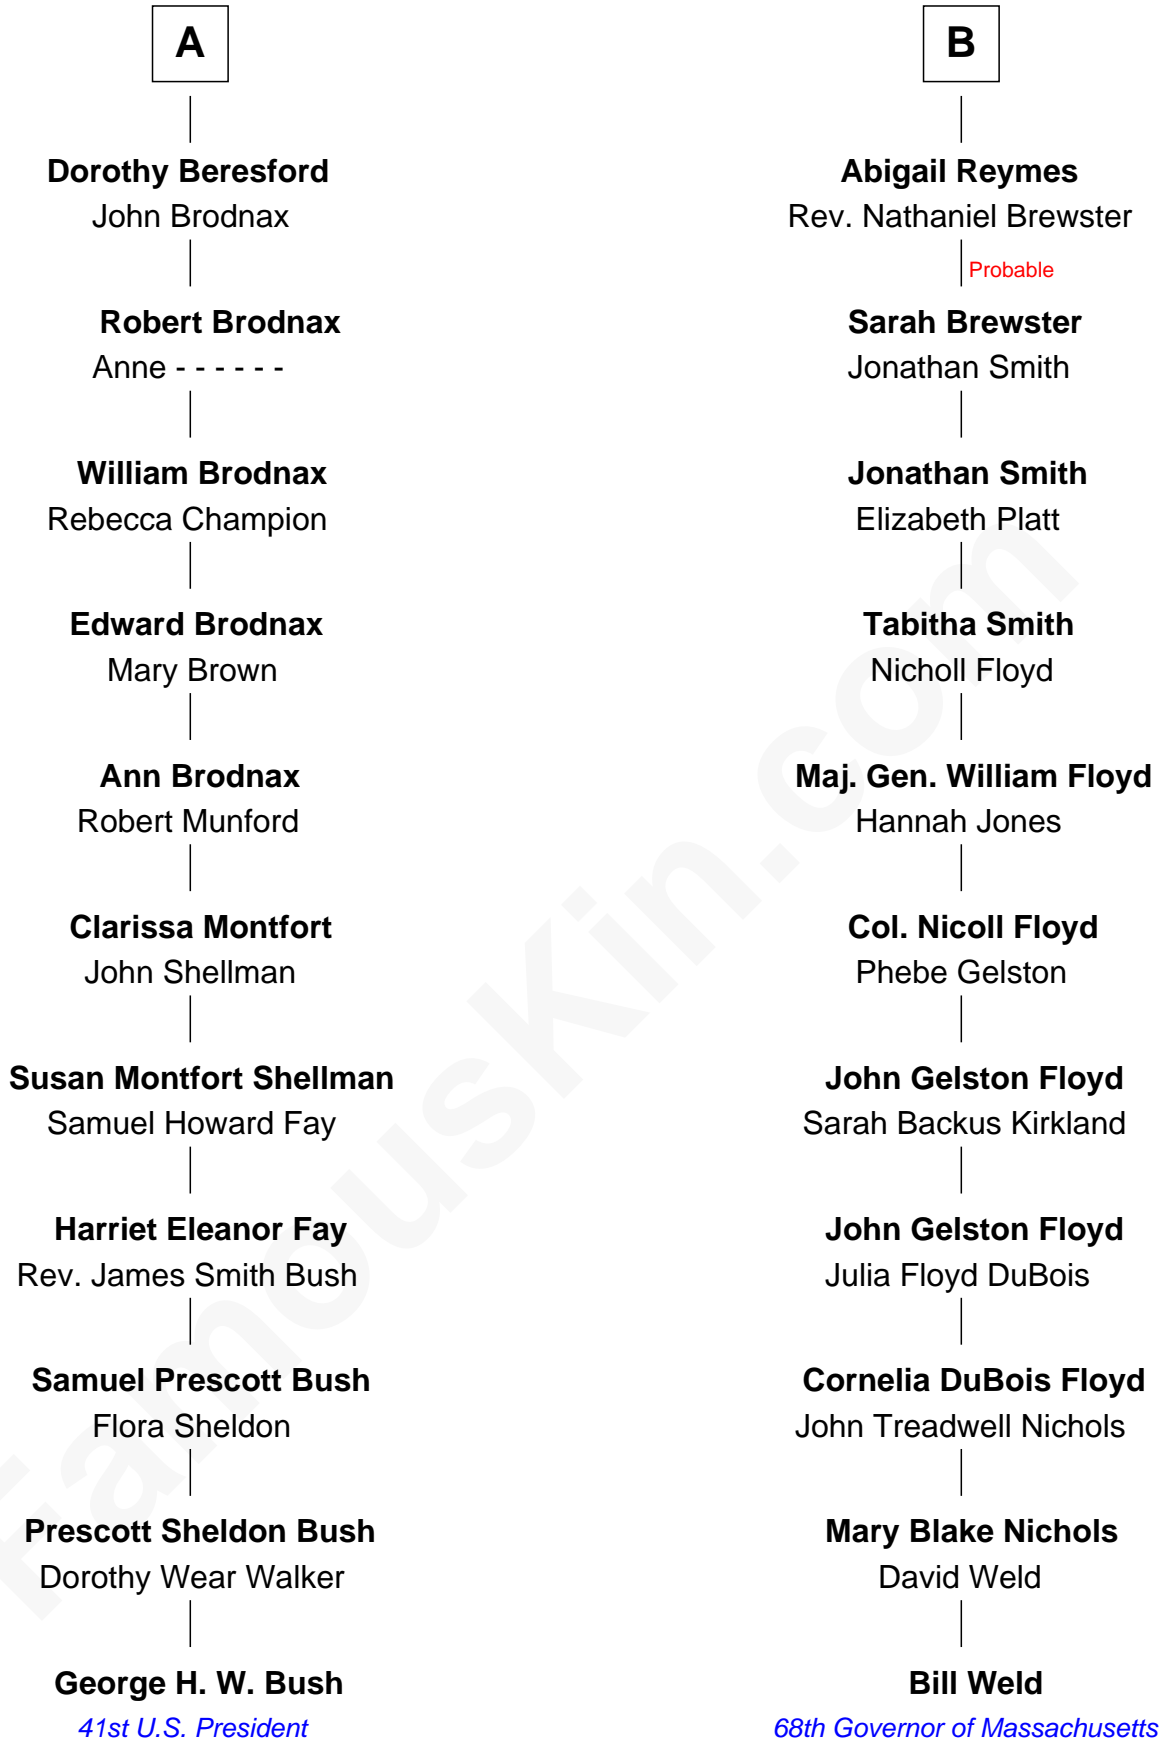 A
Dorothy Beresford
John Brodnax
Robert Brodnax
Anne - - - - - -
William Brodnax
Rebecca Champion
Edward Brodnax
Mary Brown
Ann Brodnax
Robert Munford
Clarissa Montfort
John Shellman
Susan Montfort Shellman
Samuel Howard Fay
Harriet Eleanor Fay
Rev. James Smith Bush
Samuel Prescott Bush
Flora Sheldon
Prescott Sheldon Bush
Dorothy Wear Walker
George H. W. Bush
41st U.S. President
B
Abigail Reymes
Rev. Nathaniel Brewster
Probable
Sarah Brewster
Jonathan Smith
Jonathan Smith
Elizabeth Platt
Tabitha Smith
Nicholl Floyd
Maj. Gen. William Floyd
Hannah Jones
Col. Nicoll Floyd
Phebe Gelston
John Gelston Floyd
Sarah Backus Kirkland
John Gelston Floyd
Julia Floyd DuBois
Cornelia DuBois Floyd
John Treadwell Nichols
Mary Blake Nichols
David Weld
Bill Weld
68th Governor of Massachusetts
FamousKin.com